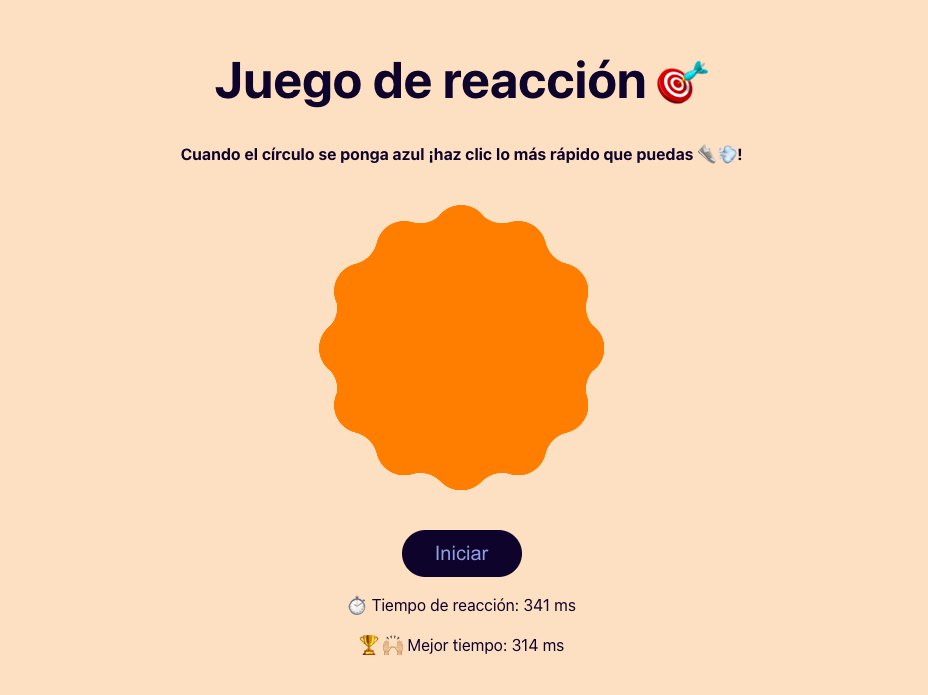 Juego de reacción 🎯
Cuando el círculo se ponga azul ¡haz clic lo más rápido que puedas 👟💨!
Iniciar
⏱️ Tiempo de reacción: 341 ms
🏆 🙌🏼 Mejor tiempo: 314 ms